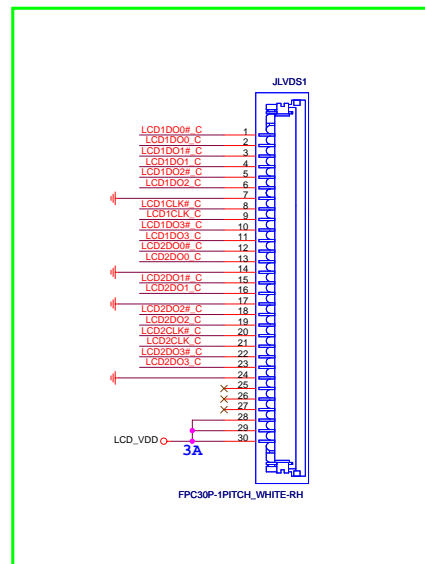 JLVDS1
LCD1DO0#_C 1
LCD1DO0_C 2
LCD1DO1#_C 3
LCD1DO1_C 4
LCD1DO2#_C 5
LCD1DO2_C 6
7
LCD1CLK#_C 8
LCD1CLK_C 9
LCD1DO3#_C 10
LCD1DO3_C 11
LCD2DO0#_C 12
LCD2DO0_C 13
14
LCD2DO1#_C 15
LCD2DO1_C 16
17
LCD2DO2#_C 18
LCD2DO2_C 19
LCD2CLK#_C 20
LCD2CLK_C 21
LCD2DO3#_C 22
LCD2DO3_C 23
24
25
26
27
28
29
LCD_VDD 30
3A
FPC30P-1PITCH_WHITE-RH